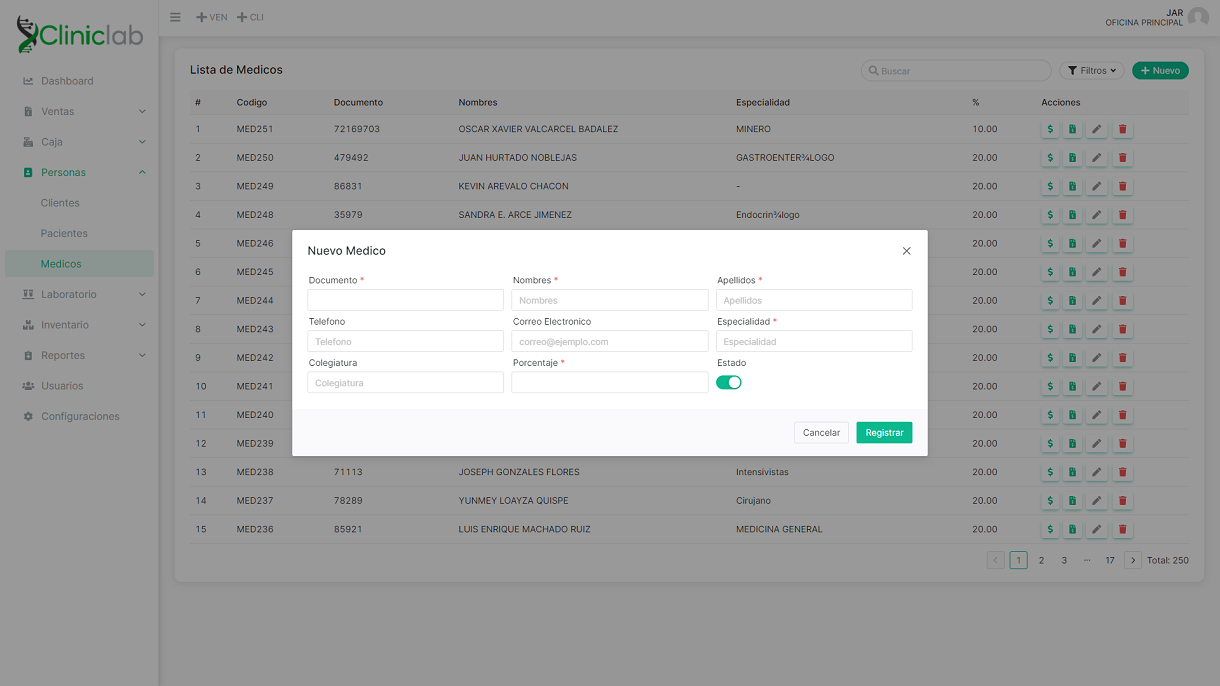 Cliniclab
VEN CLI
JAR
OFICINA PRINCIPAL
Dashboard
Ventas
Caja
Personas
Clientes
Pacientes
Medicos
Laboratorio
Inventario
Reportes
Usuarios
Configuraciones
Lista de Medicos
Buscar
Filtros
Nuevo
# Codigo Documento Nombres Especialidad % Acciones
1 MED251 72169703 OSCAR XAVIER VALCARCEL BADALEZ MINERO 10.00
2 MED250 479492 JUAN HURTADO NOBLEJAS GASTROENTER¾LOGO 20.00
3 MED249 86831 KEVIN AREVALO CHACON - 20.00
4 MED248 35979 SANDRA E. ARCE JIMENEZ Endocrin¾logo 20.00
5 MED246 20.00
6 MED245 20.00
7 MED244 20.00
8 MED243 20.00
9 MED242 20.00
10 MED241 20.00
11 MED240 20.00
12 MED239 20.00
13 MED238 71113 JOSEPH GONZALES FLORES Intensivistas 20.00
14 MED237 78289 YUNMEY LOAYZA QUISPE Cirujano 20.00
15 MED236 85921 LUIS ENRIQUE MACHADO RUIZ MEDICINA GENERAL 20.00
1 2 3 ··· 17 Total: 250
Nuevo Medico
Documento * Nombres * Apellidos *
Nombres Apellidos
Telefono Correo Electronico Especialidad *
Telefono correo@ejemplo.com Especialidad
Colegiatura Porcentaje * Estado
Colegiatura
Cancelar Registrar